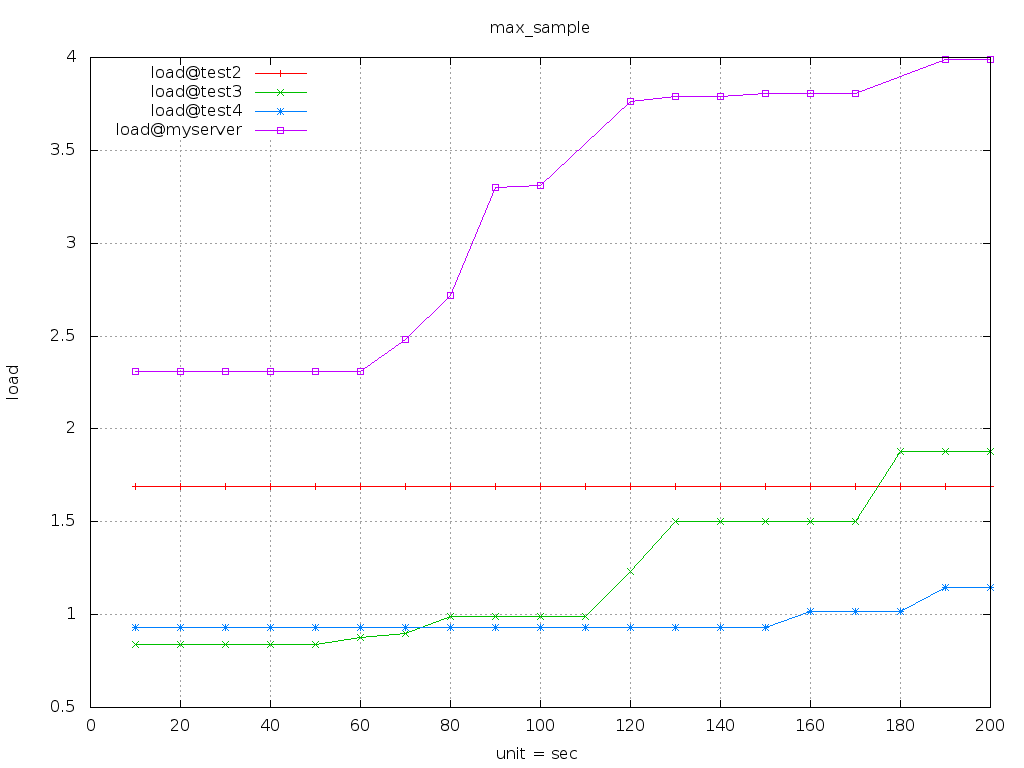 max_sample
load@test2
load@test3
load@test4
load@myserver
4
3.5
3
2.5
2
1.5
1
0.5
load
0 20 40 60 80 100 120 140 160 180 200
unit = sec